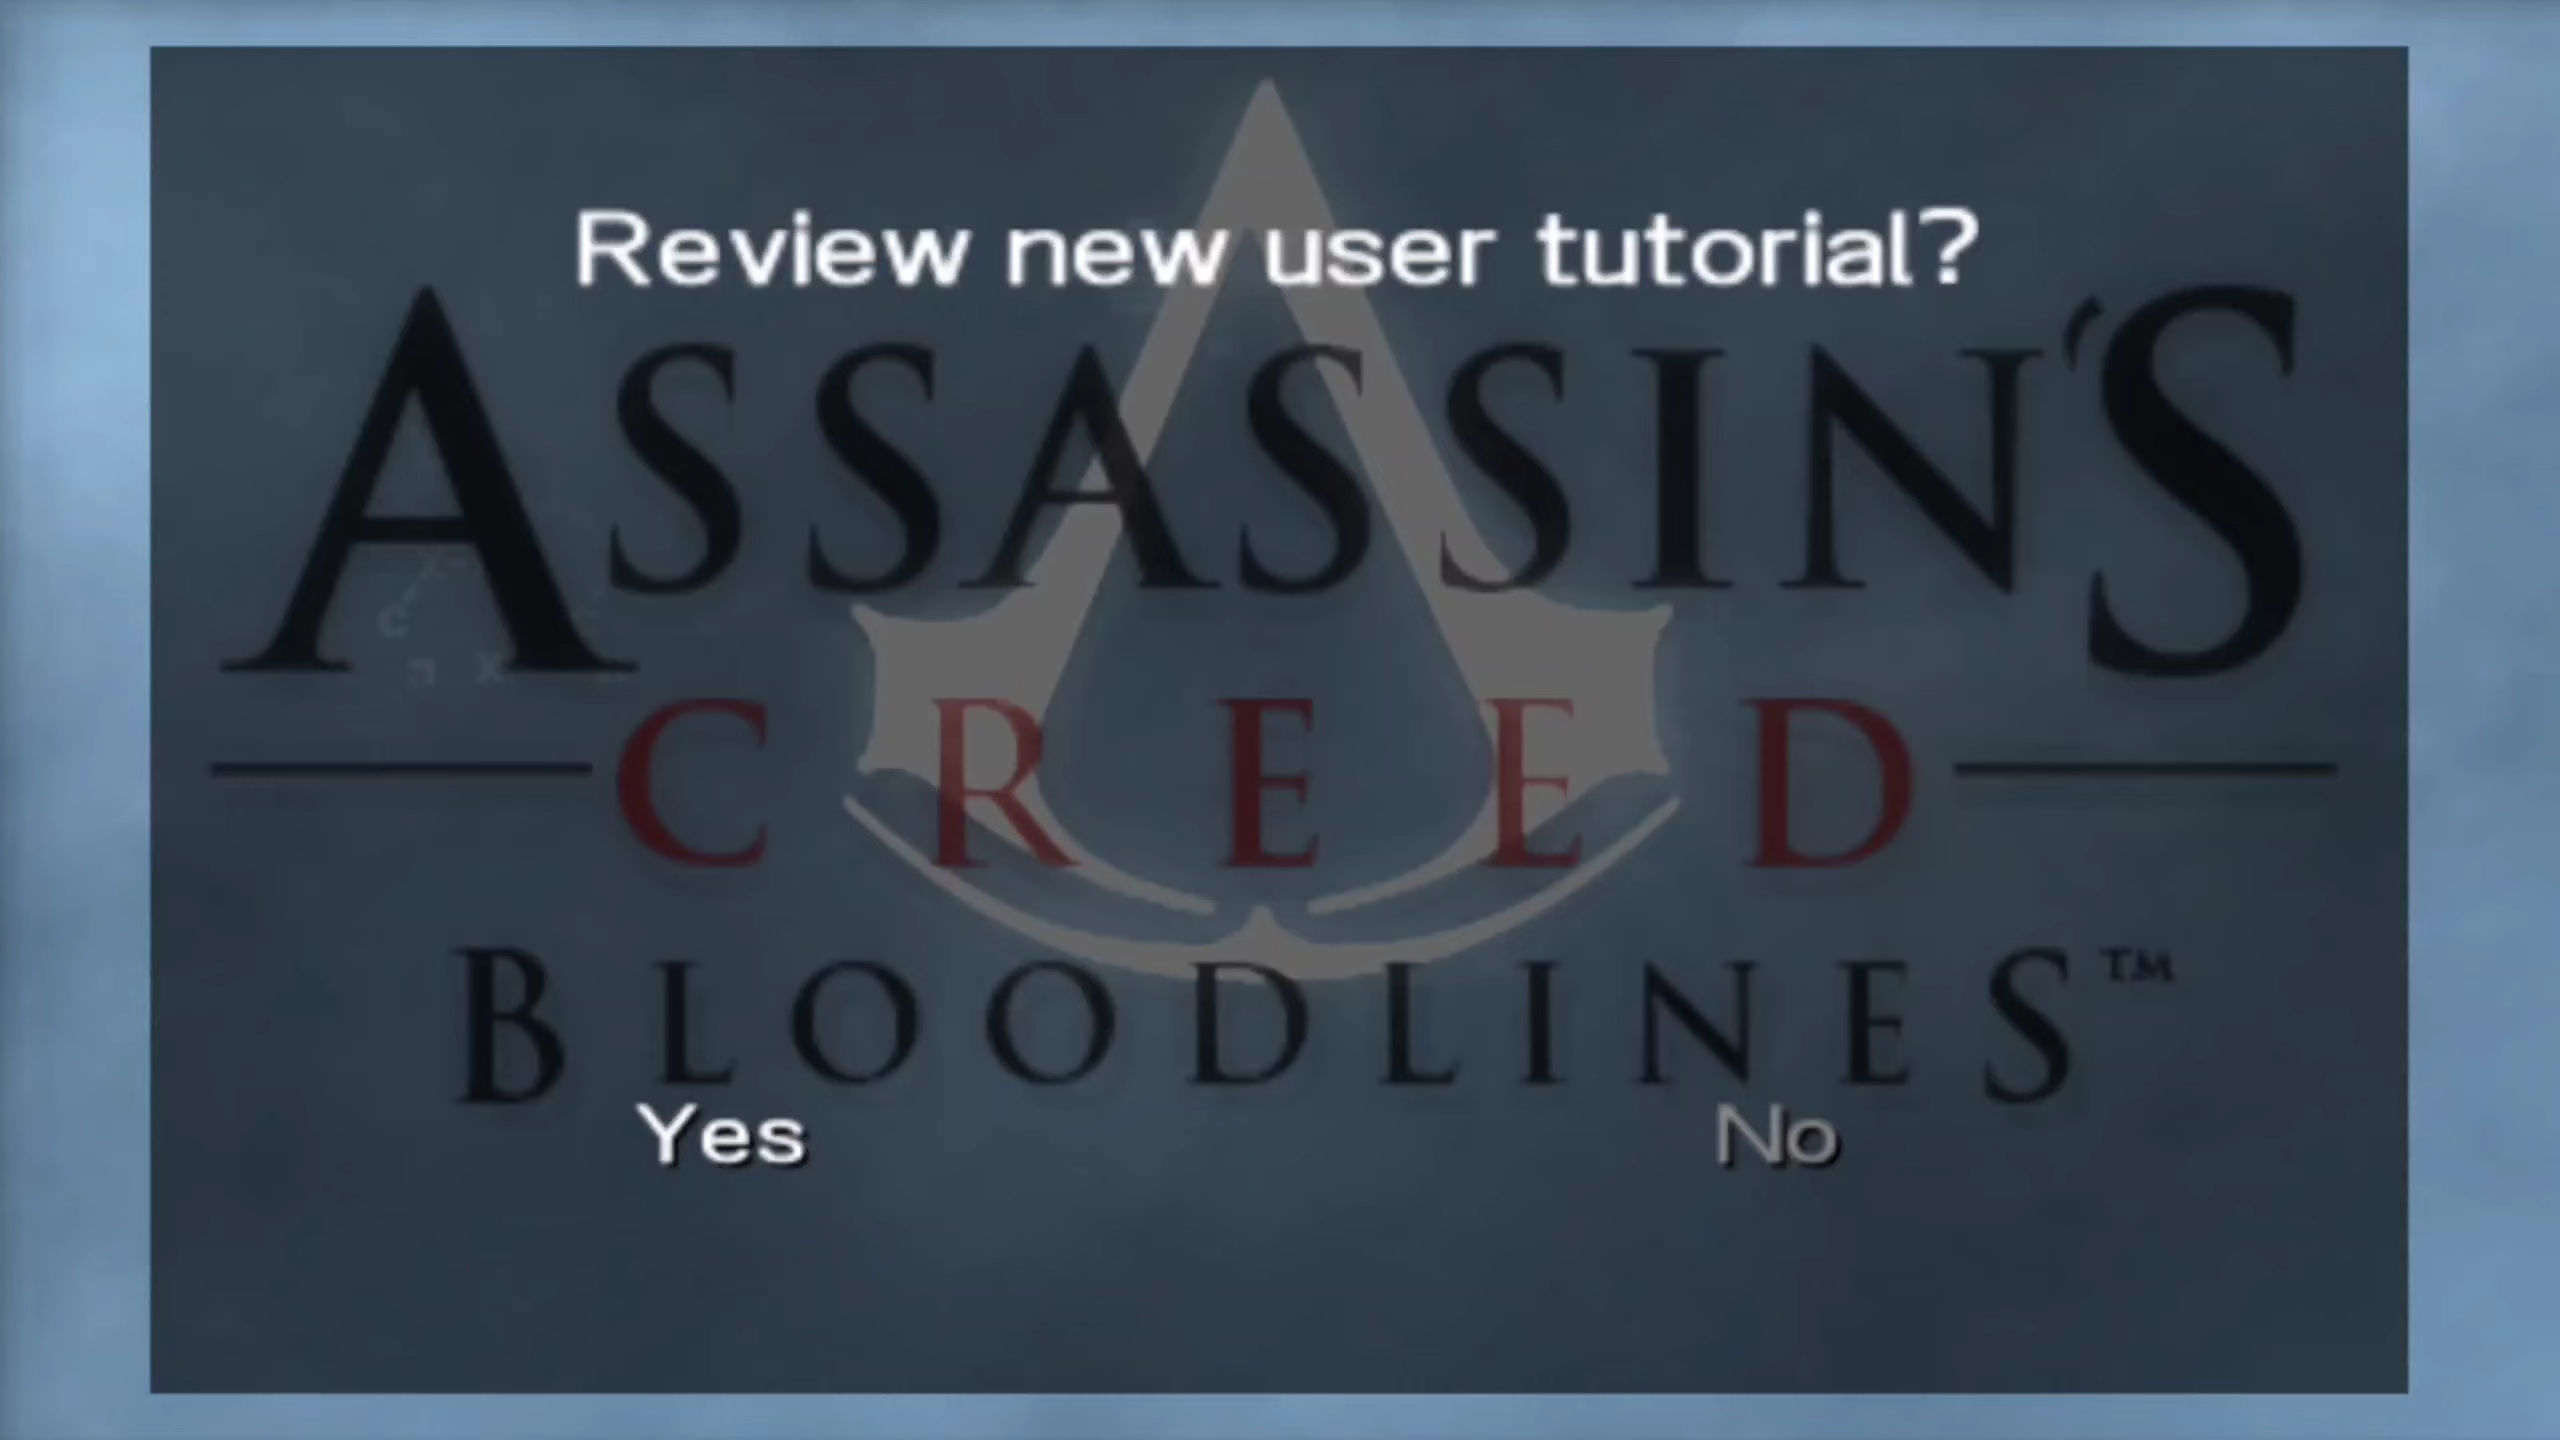 Review new user tutorial?
ASSASSIN'S
CREED
BLOODLINES™
Yes No